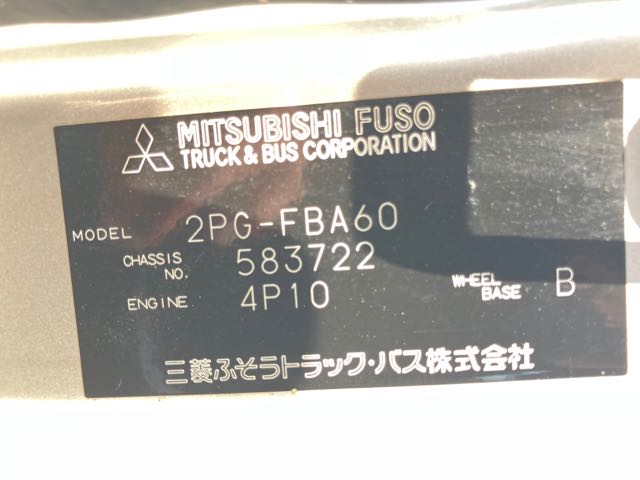 MITSUBISHI FUSO
TRUCK & BUS CORPORATION
MODEL 2PG-FBA60
CHASSIS NO. 583722
ENGINE 4P10 WHEEL BASE B
三菱ふそうトラック・バス株式会社